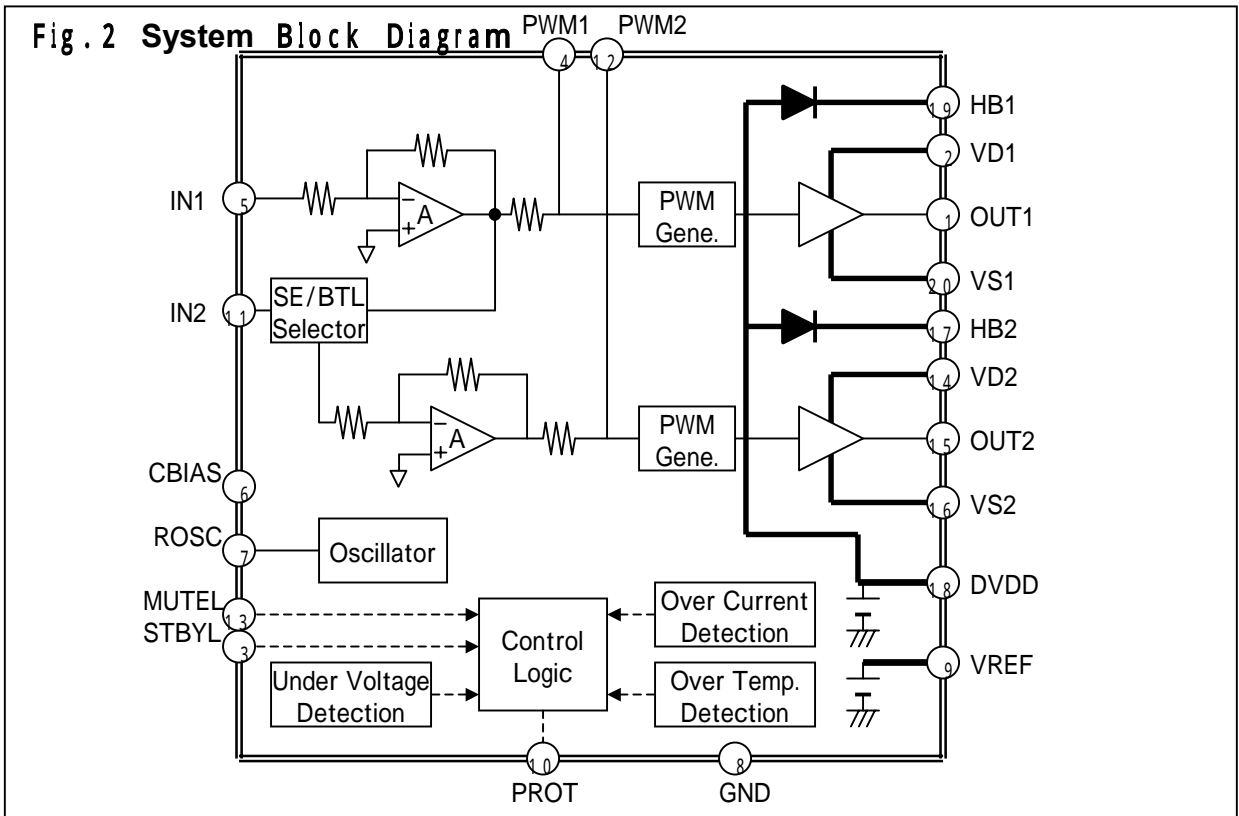 Fig.2 System Block Diagram
PWM1
PWM2
4
12
19
HB1
2
VD1
IN1
5
−
+
A
PWM
Gene.
1
OUT1
20
VS1
IN2
11
SE/BTL
Selector
17
HB2
14
VD2
−
+
A
PWM
Gene.
15
OUT2
16
VS2
CBIAS
6
ROSC
7
Oscillator
18
DVDD
MUTEL
13
STBYL
3
Control
Logic
Over Current
Detection
Under Voltage
Detection
Over Temp.
Detection
9
VREF
10
PROT
8
GND